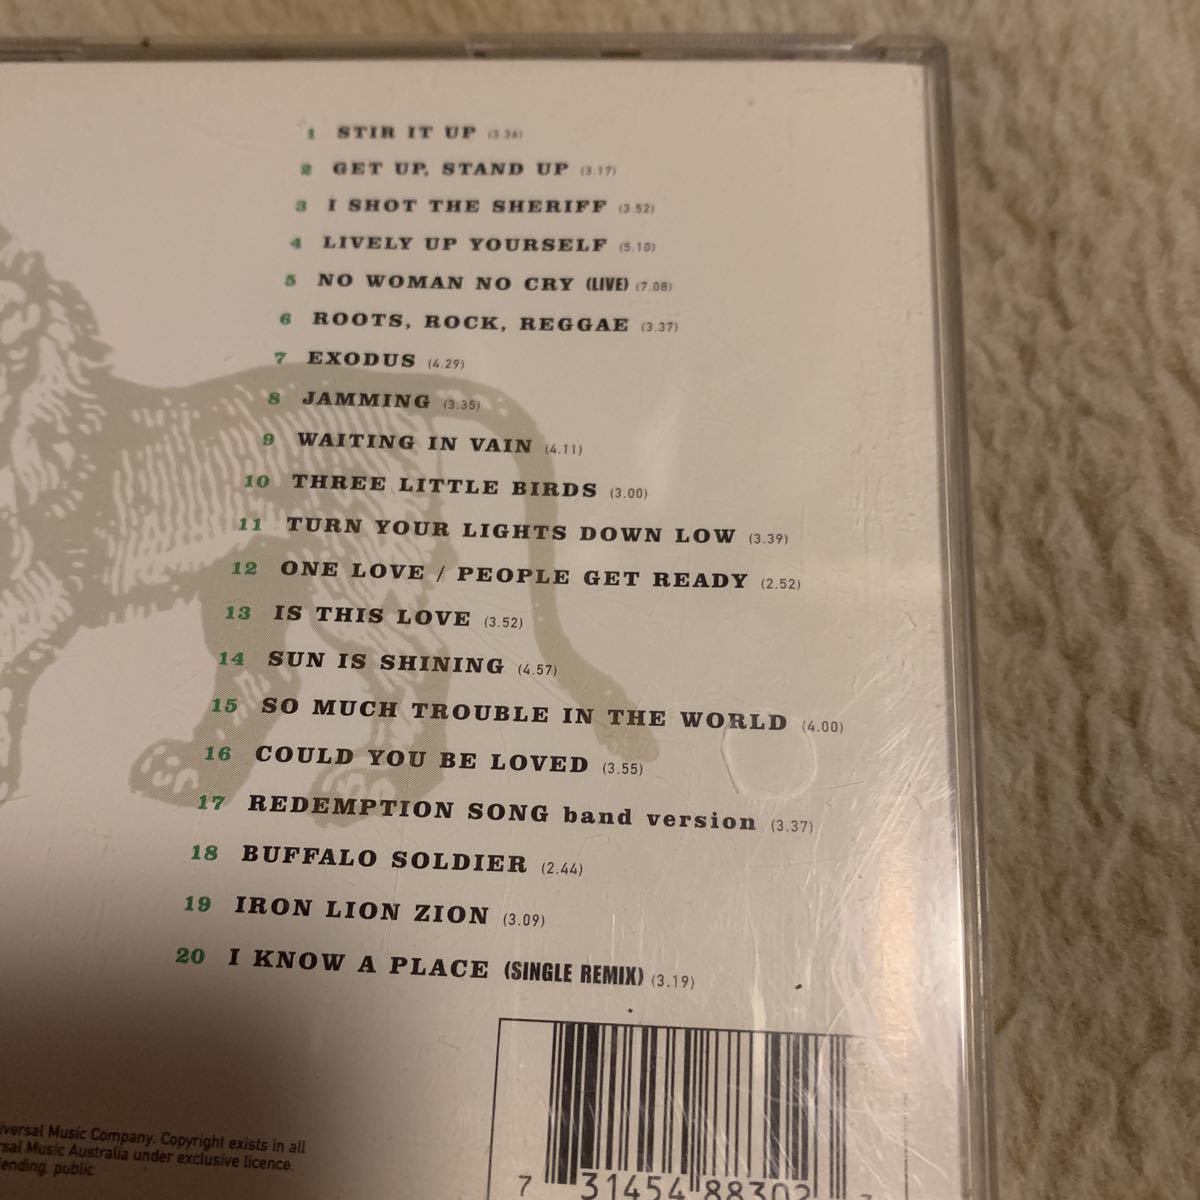 1 STIR IT UP (3.36)
2 GET UP, STAND UP (3.17)
3 I SHOT THE SHERIFF (3.52)
4 LIVELY UP YOURSELF (5.10)
5 NO WOMAN NO CRY (LIVE) (7.08)
6 ROOTS, ROCK, REGGAE (3.37)
7 EXODUS (4.29)
8 JAMMING (3.35)
9 WAITING IN VAIN (4.11)
10 THREE LITTLE BIRDS (3.00)
11 TURN YOUR LIGHTS DOWN LOW (3.39)
12 ONE LOVE / PEOPLE GET READY (2.52)
13 IS THIS LOVE (3.52)
14 SUN IS SHINING (4.57)
15 SO MUCH TROUBLE IN THE WORLD (4.00)
16 COULD YOU BE LOVED (3.55)
17 REDEMPTION SONG band version (3.37)
18 BUFFALO SOLDIER (2.44)
19 IRON LION ZION (3.09)
20 I KNOW A PLACE (SINGLE REMIX) (3.19)
iversal Music Company. Copyright exists in all
rsal Music Australia under exclusive licence.
lending, public
7 31454 88302